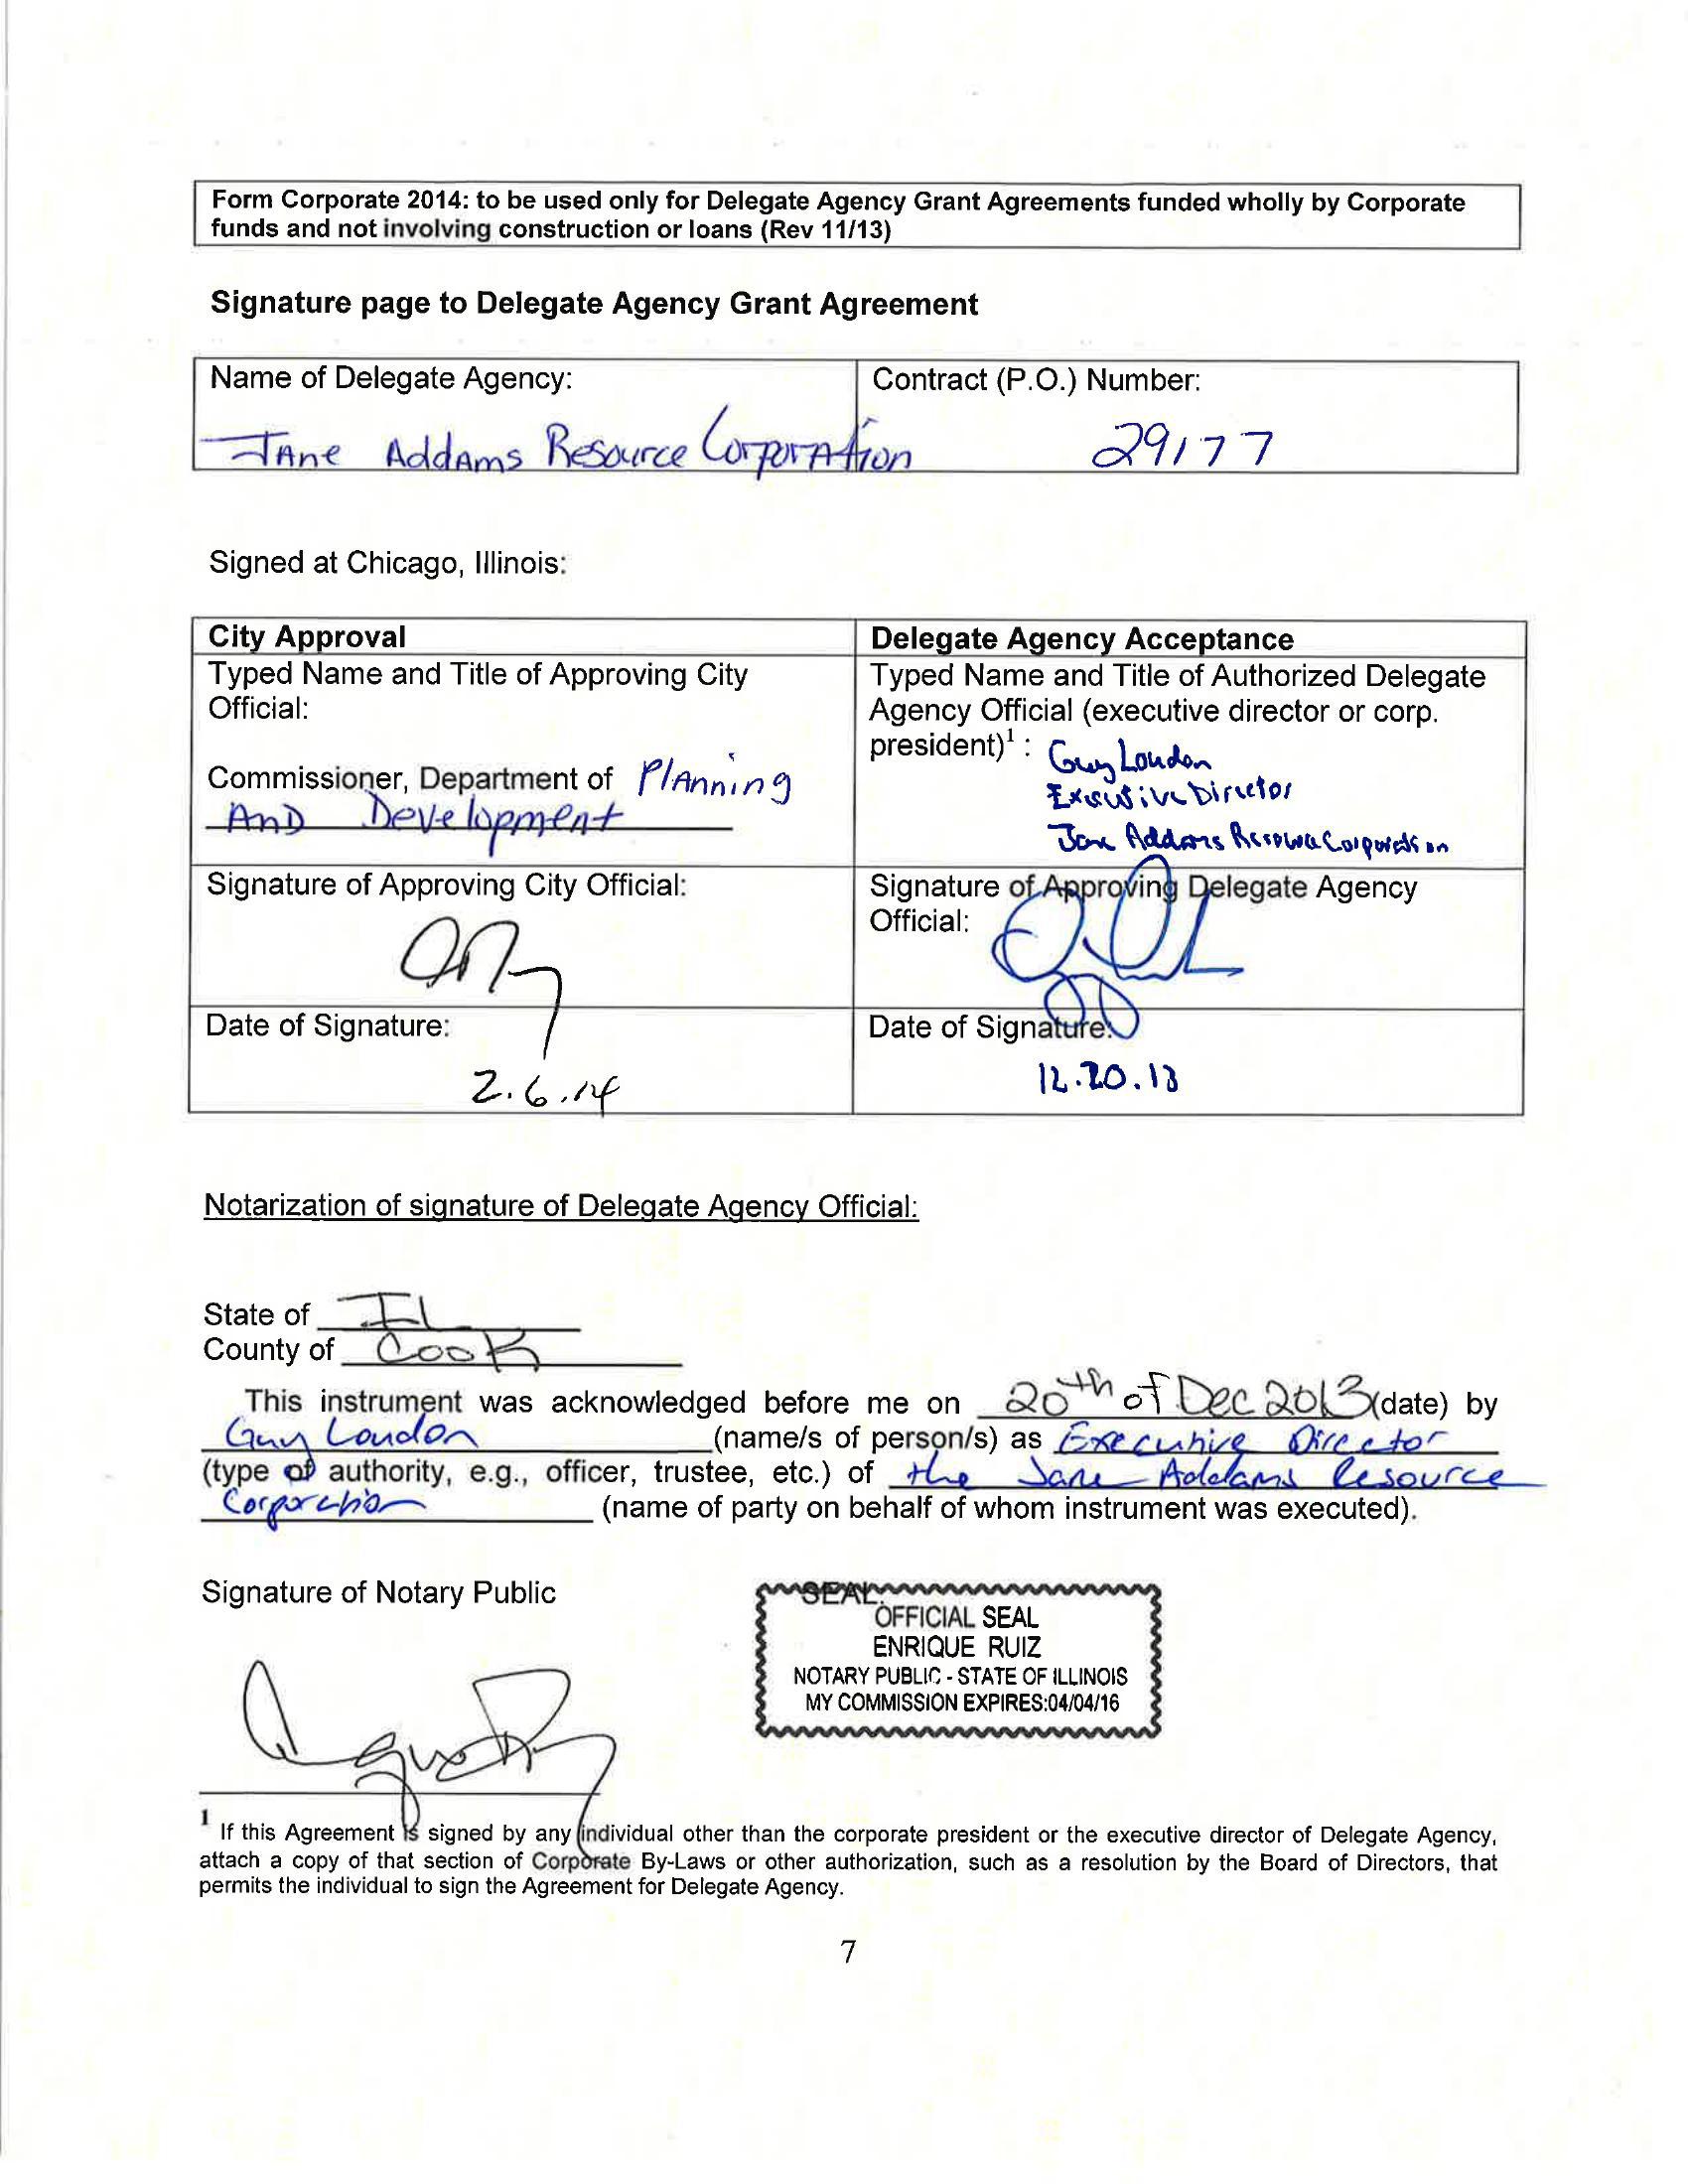 Form Corporate 2014: to be used only for Delegate Agency Grant Agreements funded wholly by Corporate
funds and not involving construction or loans (Rev 11/13)
Signature page to Delegate Agency Grant Agreement
Name of Delegate Agency:
Jane Addams Resource Corporation
Contract (P.O.) Number:
29177
Signed at Chicago, Illinois:
City Approval
Typed Name and Title of Approving City
Official:
Commissioner, Department of Planning
And Development
Delegate Agency Acceptance
Typed Name and Title of Authorized Delegate
Agency Official (executive director or corp.
president)¹ : Guy Loudon
Executive Director
Jane Addams Resource Corporation
Signature of Approving City Official:
Signature of Approving Delegate Agency
Official:
Date of Signature:
2.6.14
Date of Signature:
12.20.13
Notarization of signature of Delegate Agency Official:
State of IL
County of Cook
This instrument was acknowledged before me on 20th of Dec 2013 (date) by
Guy Loudon (name/s of person/s) as Executive Director
(type of authority, e.g., officer, trustee, etc.) of the Jane Addams Resource
Corporation (name of party on behalf of whom instrument was executed).
Signature of Notary Public
SEAL:
OFFICIAL SEAL
ENRIQUE RUIZ
NOTARY PUBLIC - STATE OF ILLINOIS
MY COMMISSION EXPIRES:04/04/16
¹ If this Agreement is signed by any individual other than the corporate president or the executive director of Delegate Agency,
attach a copy of that section of Corporate By-Laws or other authorization, such as a resolution by the Board of Directors, that
permits the individual to sign the Agreement for Delegate Agency.
7